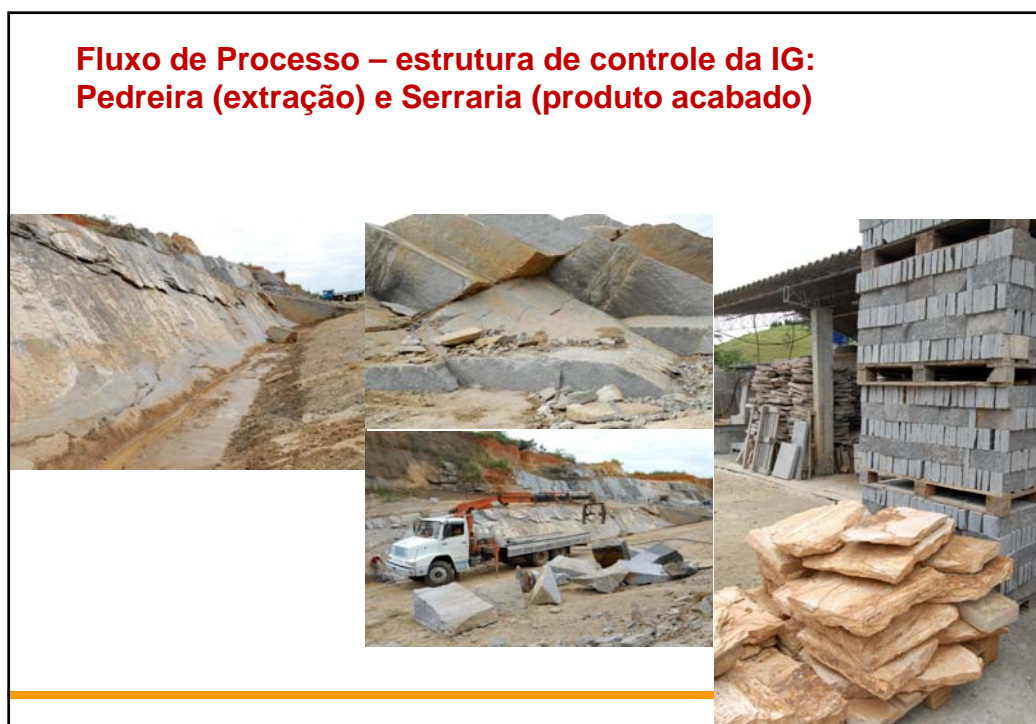 Fluxo de Processo – estrutura de controle da IG:
Pedreira (extração) e Serraria (produto acabado)